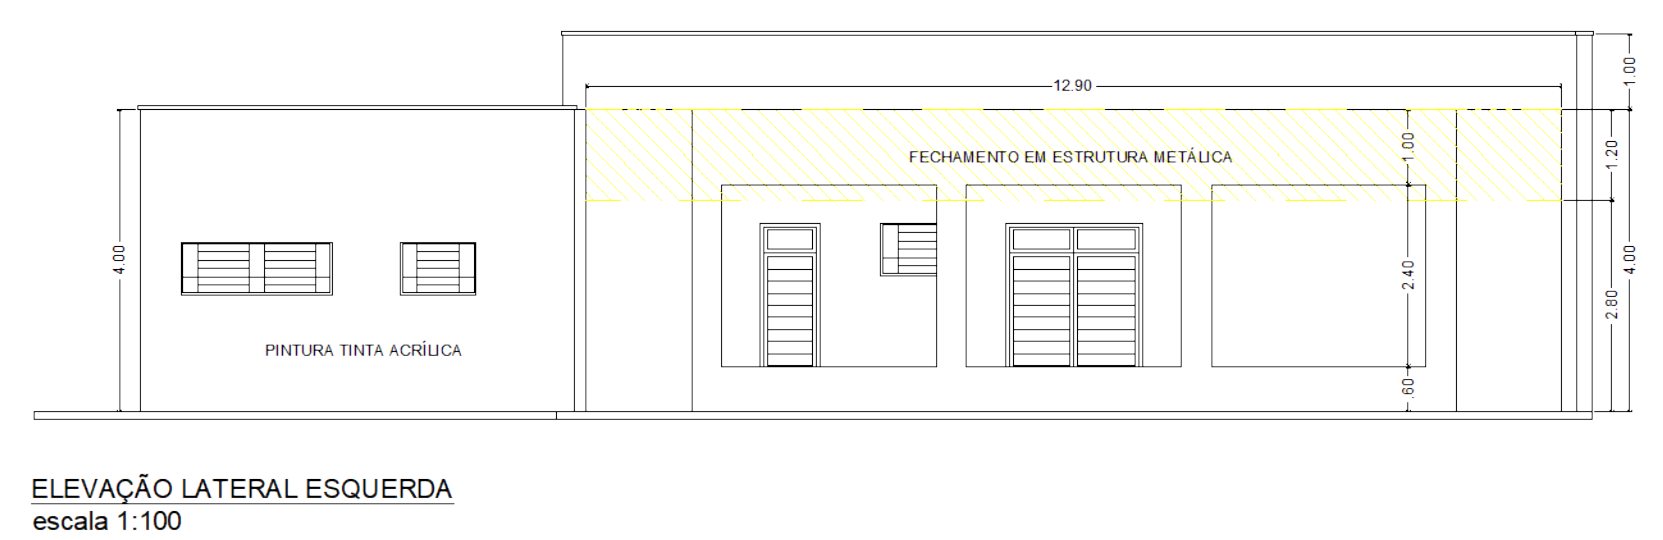 1.00
12.90
1.00
1.20
FECHAMENTO EM ESTRUTURA METÁLICA
4.00
2.40
4.00
2.80
PINTURA TINTA ACRÍLICA
.60
ELEVAÇÃO LATERAL ESQUERDA
escala 1:100